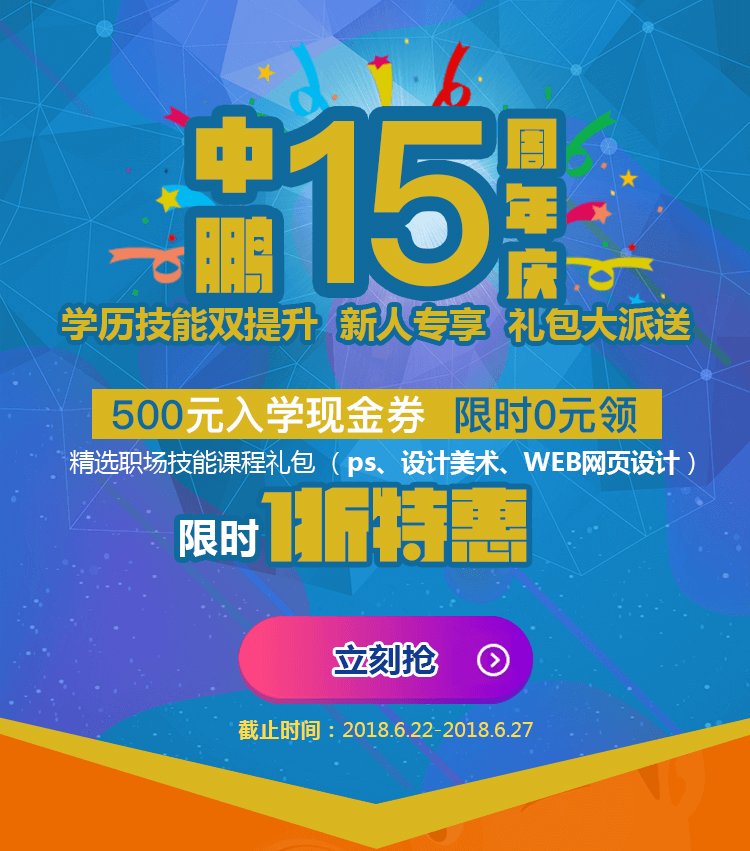 中鹏15周年庆
学历技能双提升 新人专享 礼包大派送
500元入学现金券 限时0元领
精选职场技能课程礼包（ps、设计美术、WEB网页设计）
限时1折特惠
立刻抢
截止时间：2018.6.22-2018.6.27